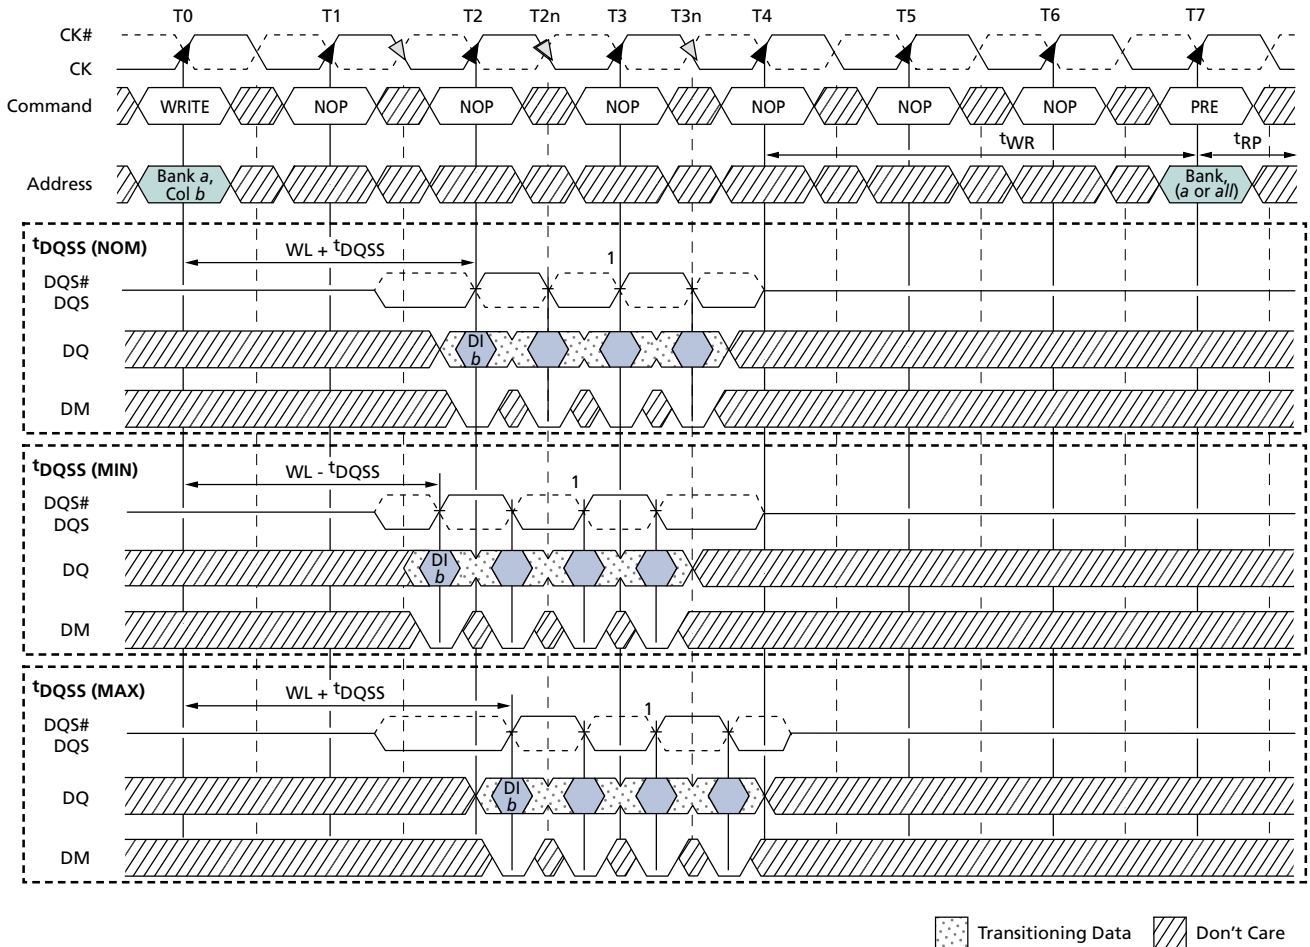 T0 T1 T2 T2n T3 T3n T4 T5 T6 T7
CK#
CK
Command WRITE NOP NOP NOP NOP NOP NOP PRE
tWR tRP
Address
Bank a,
Col b
Bank,
(a or all)
tDQSS (NOM)
WL + tDQSS
1
DQS#
DQS
DQ
DI
b
DM
tDQSS (MIN)
WL - tDQSS
1
DQS#
DQS
DQ
DI
b
DM
tDQSS (MAX)
WL + tDQSS
1
DQS#
DQS
DQ
DI
b
DM
Transitioning Data Don't Care